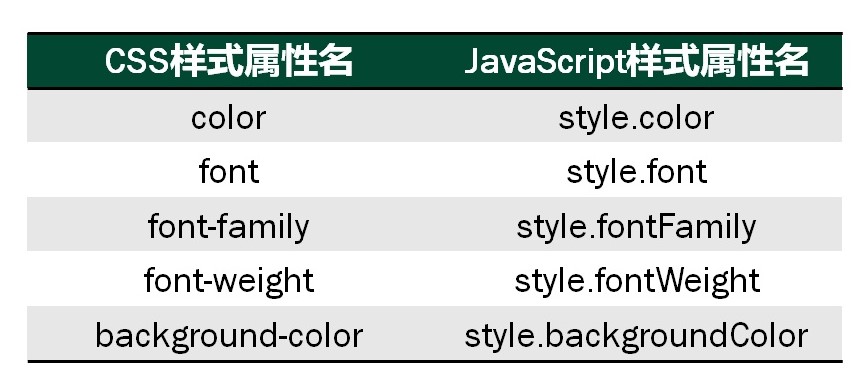 CSS样式属性名 JavaScript样式属性名
color style.color
font style.font
font-family style.fontFamily
font-weight style.fontWeight
background-color style.backgroundColor